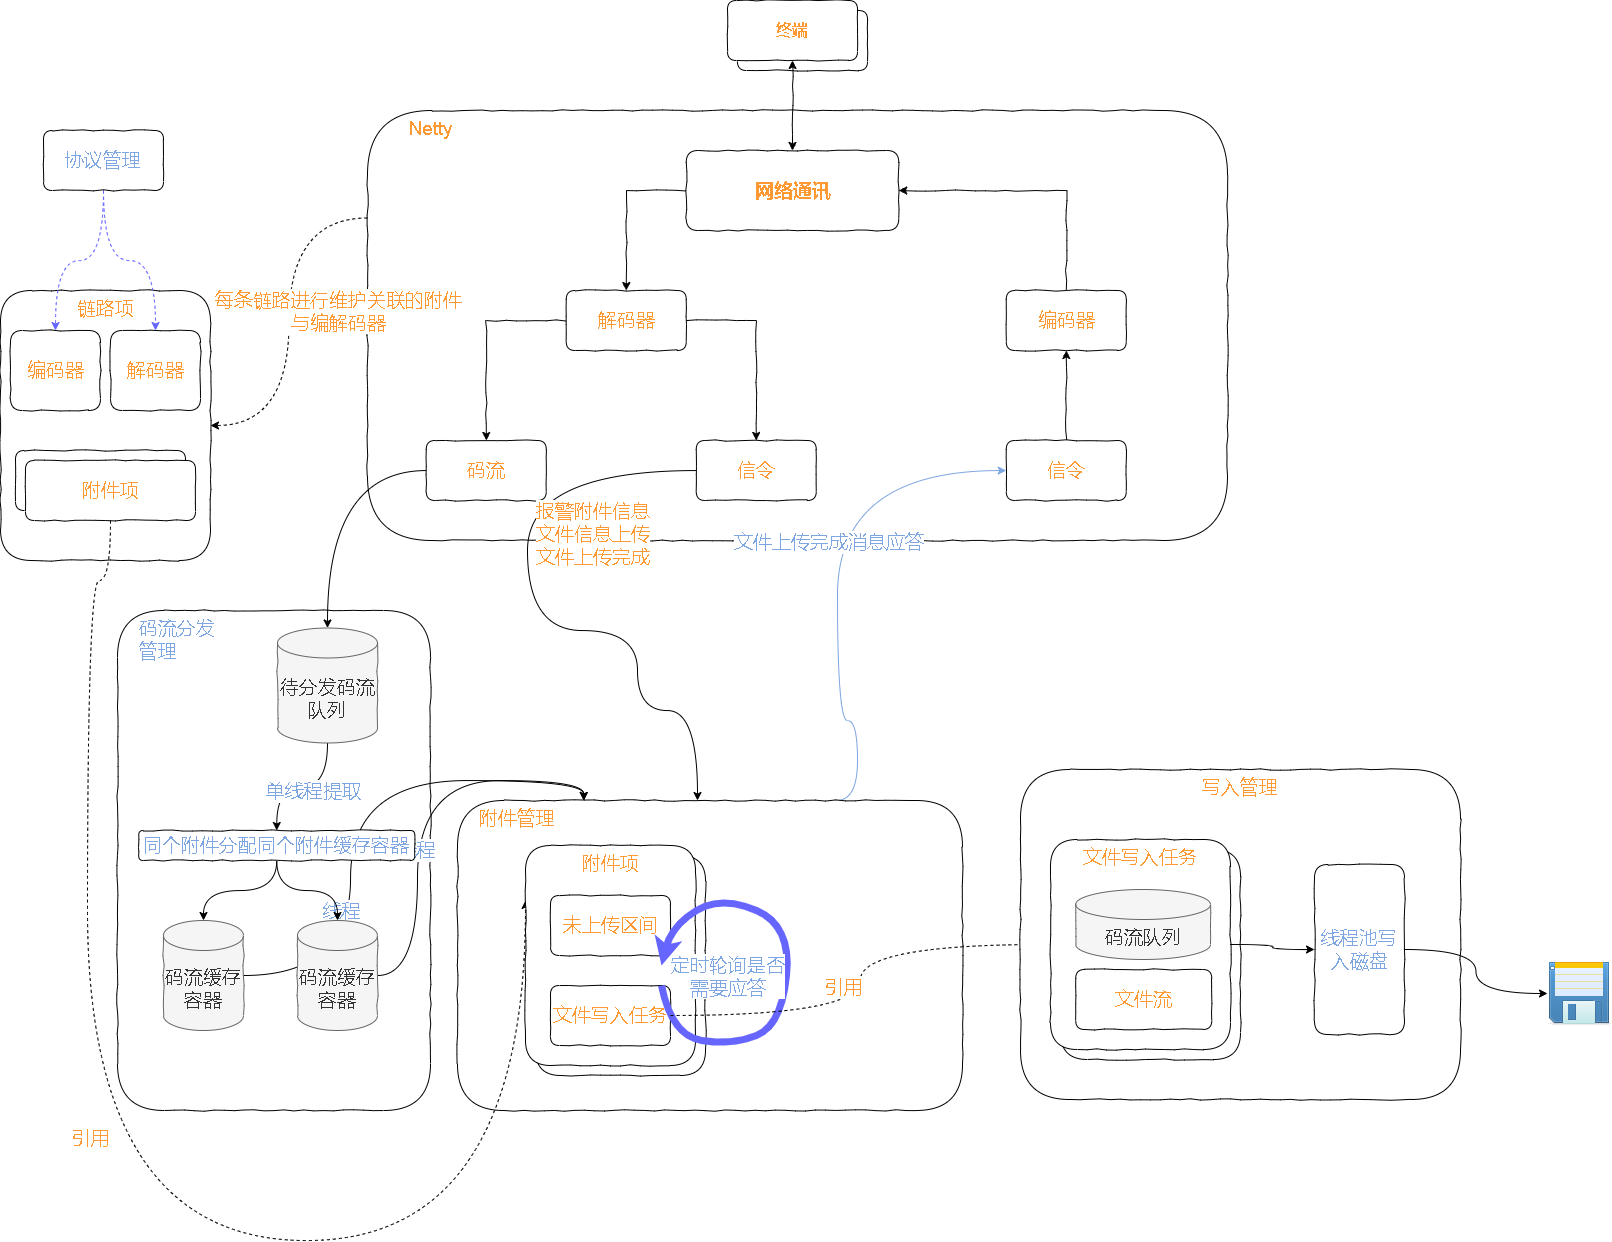 终端
Netty
协议管理
网络通讯
链路项
每条链路进行维护关联的附件
与编解码器
解码器
编码器
编码器
解码器
码流
信令
信令
附件项
报警附件信息
文件信息上传
文件上传完成
文件上传完成消息应答
码流分发
管理
待分发码流
队列
单线程提取
同个附件分配同个附件缓存容器
程
线程
码流缓存
容器
码流缓存
容器
附件管理
附件项
未上传区间
定时轮询是否
需要应答
文件写入任务
引用
写入管理
文件写入任务
码流队列
文件流
线程池写
入磁盘
引用